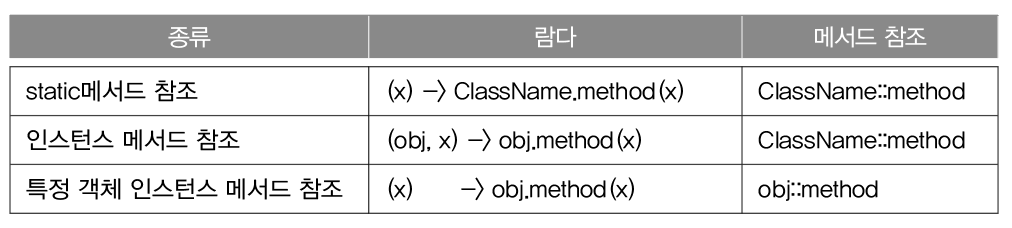 종류 람다 메서드 참조
static메서드 참조 (x) -> ClassName.method(x) ClassName::method
인스턴스 메서드 참조 (obj, x) -> obj.method(x) ClassName::method
특정 객체 인스턴스 메서드 참조 (x) -> obj.method(x) obj::method